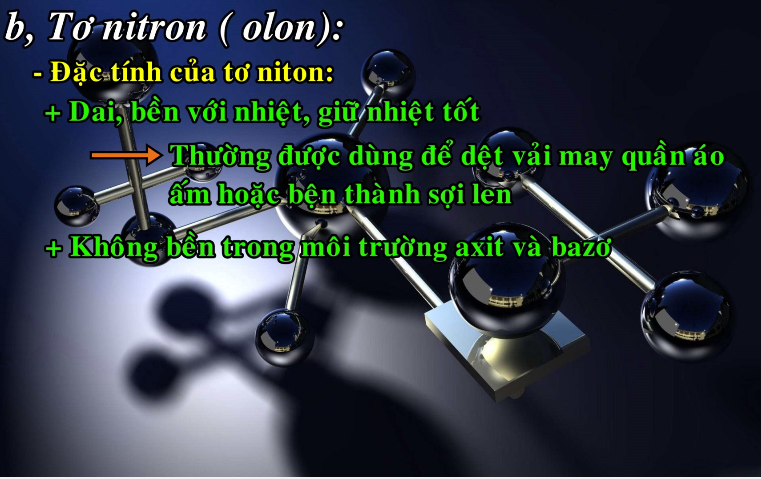 b, Tơ nitron ( olon):
- Đặc tính của tơ niton:
+ Dai, bền với nhiệt, giữ nhiệt tốt
Thường được dùng để dệt vải may quần áo
ấm hoặc bện thành sợi len
+ Không bền trong môi trường axit và bazơ